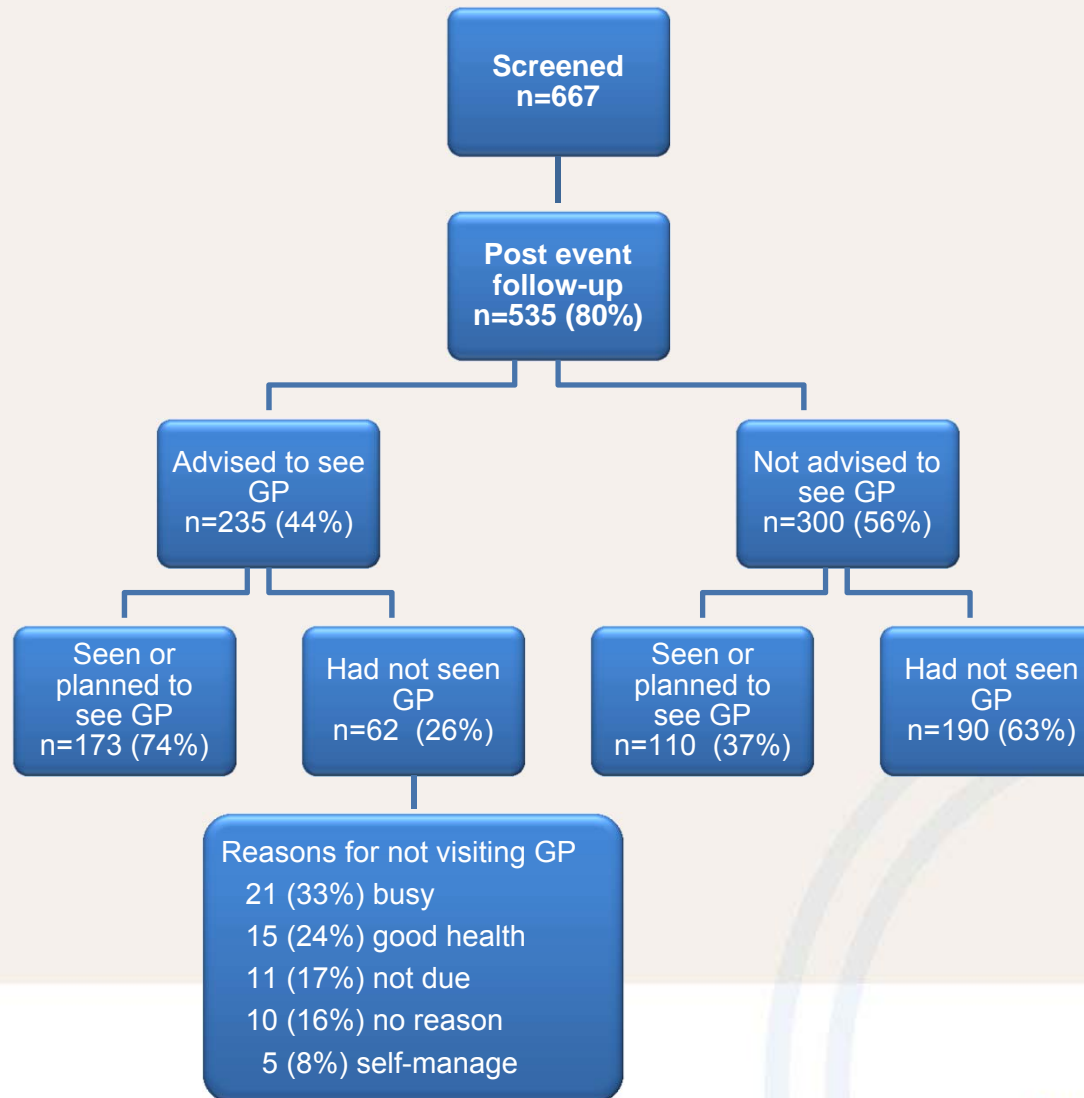 Screened
n=667
Post event
follow-up
n=535 (80%)
Advised to see
GP
n=235 (44%)
Not advised to
see GP
n=300 (56%)
Seen or
planned to
see GP
n=173 (74%)
Had not seen
GP
n=62 (26%)
Seen or
planned to
see GP
n=110 (37%)
Had not seen
GP
n=190 (63%)
Reasons for not visiting GP
21 (33%) busy
15 (24%) good health
11 (17%) not due
10 (16%) no reason
5 (8%) self-manage